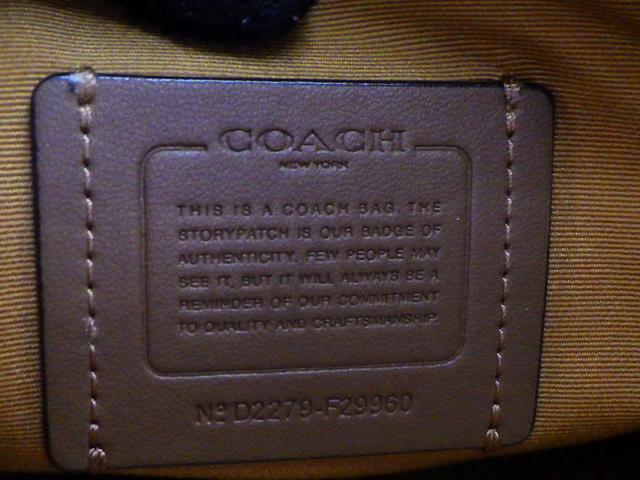 COACH
NEW YORK
THIS IS A COACH BAG. THE
STORYPATCH IS OUR BADGE OF
AUTHENTICITY. FEW PEOPLE MAY
SEE IT, BUT IT WILL ALWAYS BE A
REMINDER OF OUR COMMITMENT
TO QUALITY AND CRAFTSMANSHIP.
Nº D2279-F29960